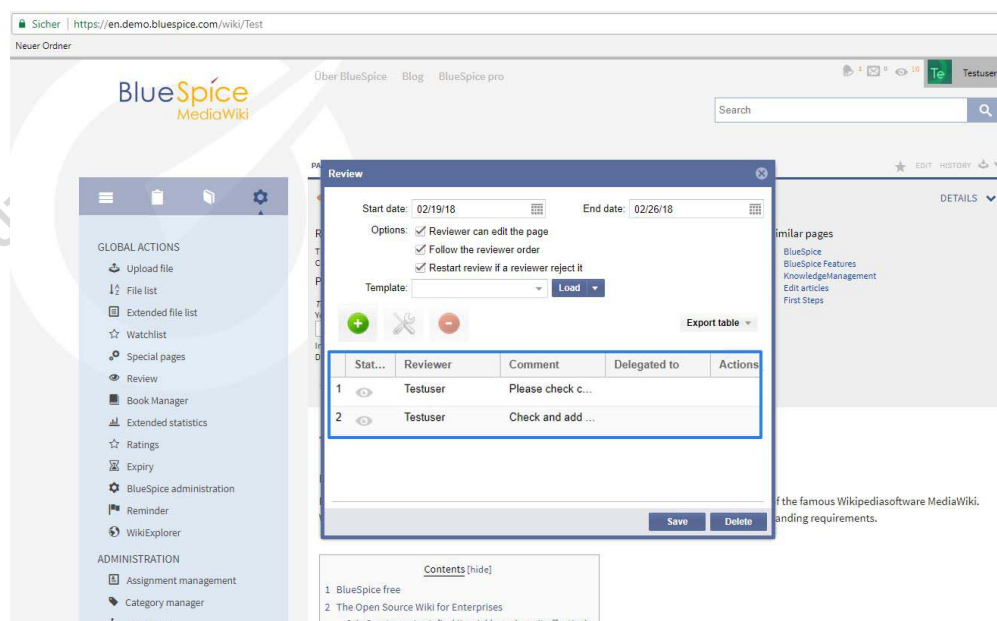 Sicher | https://en.demo.bluespice.com/wiki/Test
Neuer Ordner
BlueSpice
MediaWiki
Über BlueSpice Blog BlueSpice pro
Te Testuser
Search
EDIT HISTORY
DETAILS
GLOBAL ACTIONS
Upload file
File list
Extended file list
Watchlist
Special pages
Review
Book Manager
Extended statistics
Ratings
Expiry
BlueSpice administration
Reminder
WikiExplorer
ADMINISTRATION
Assignment management
Category manager
Review
Start date: 02/19/18 End date: 02/26/18
Options: Reviewer can edit the page
Follow the reviewer order
Restart review if a reviewer reject it
Template: Load
Export table
Stat... Reviewer Comment Delegated to Actions
1 Testuser Please check c...
2 Testuser Check and add ...
Save Delete
imilar pages
BlueSpice
BlueSpice Features
KnowledgeManagement
Edit articles
First Steps
f the famous Wikipediasoftware MediaWiki.
anding requirements.
Contents [hide]
1 BlueSpice free
2 The Open Source Wiki for Enterprises